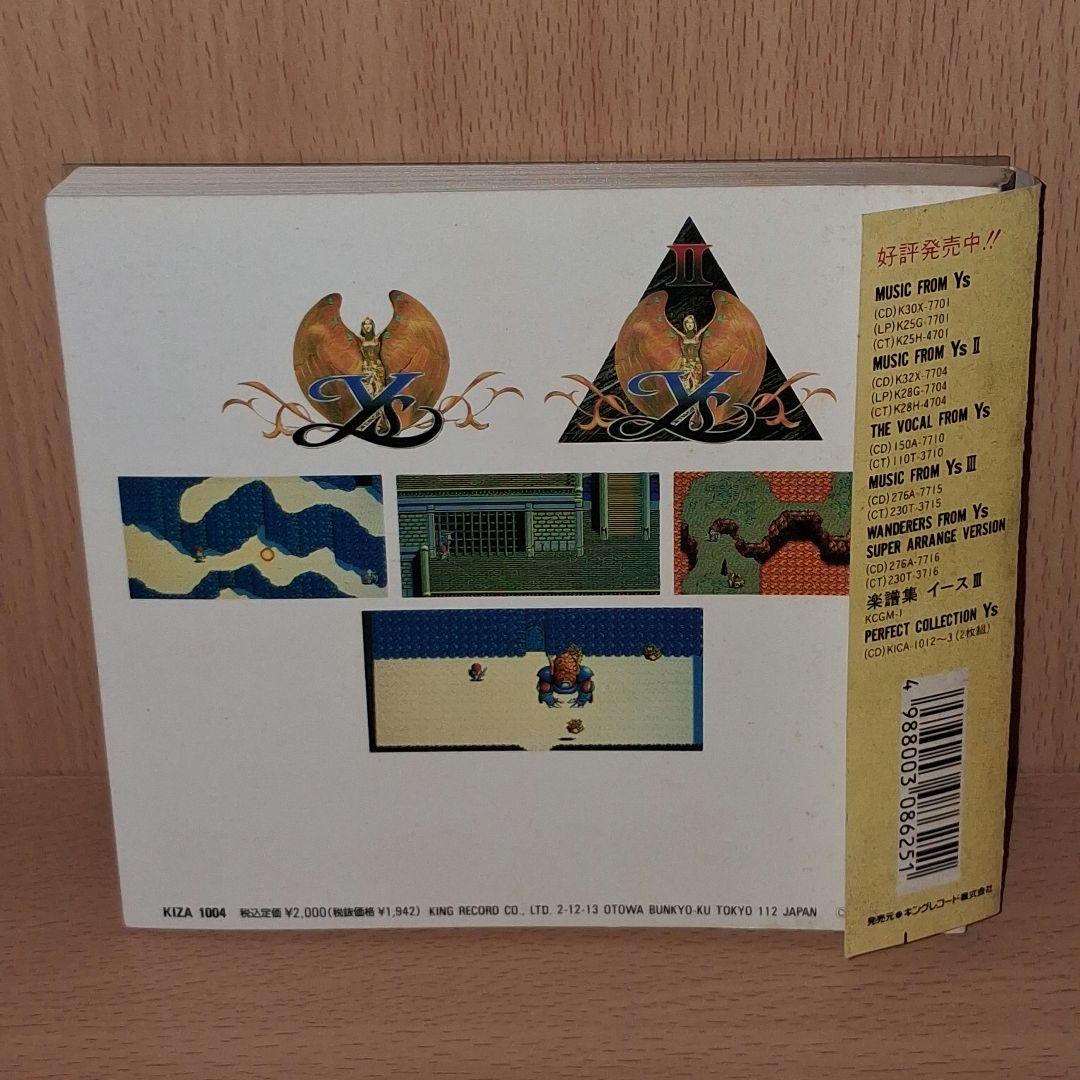 Ys
II
Ys
KIZA 1004 税込定価 ¥2,000(税抜価格 ¥1,942) KING RECORD CO., LTD. 2-12-13 OTOWA BUNKYO-KU TOKYO 112 JAPAN
好評発売中!!
MUSIC FROM Ys
(CD)K30X-7701
(LP)K25G-7701
(CT)K25H-4701
MUSIC FROM Ys II
(CD)K32X-7704
(LP)K28G-7704
(CT)K28H-4704
THE VOCAL FROM Ys
(CD)150A-7710
(CT)110T-3710
MUSIC FROM Ys III
(CD)276A-7715
(CT)230T-3715
WANDERERS FROM Ys
SUPER ARRANGE VERSION
(CD)276A-7716
(CT)230T-3716
楽譜集 イース III
KCGM-1
PERFECT COLLECTION Ys
(CD)KICA-1012~3(2枚組)
4 988003 086251
発売元●キングレコード株式会社